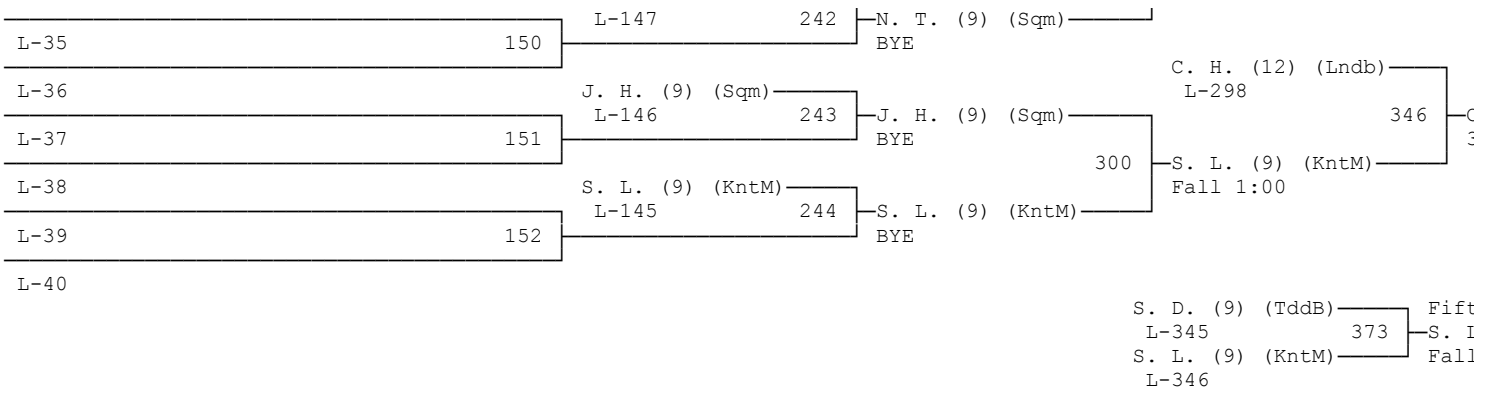 L-147 242 N. T. (9) (Sqm)
L-35 150 BYE
C. H. (12) (Lndb)
L-36 J. H. (9) (Sqm) L-298
L-146 243 J. H. (9) (Sqm) 346
L-37 151 BYE
300 S. L. (9) (KntM)
L-38 S. L. (9) (KntM) Fall 1:00
L-145 244 S. L. (9) (KntM)
L-39 152 BYE
L-40
S. D. (9) (TddB) Fift
L-345 373 S.
S. L. (9) (KntM) Fall
L-346